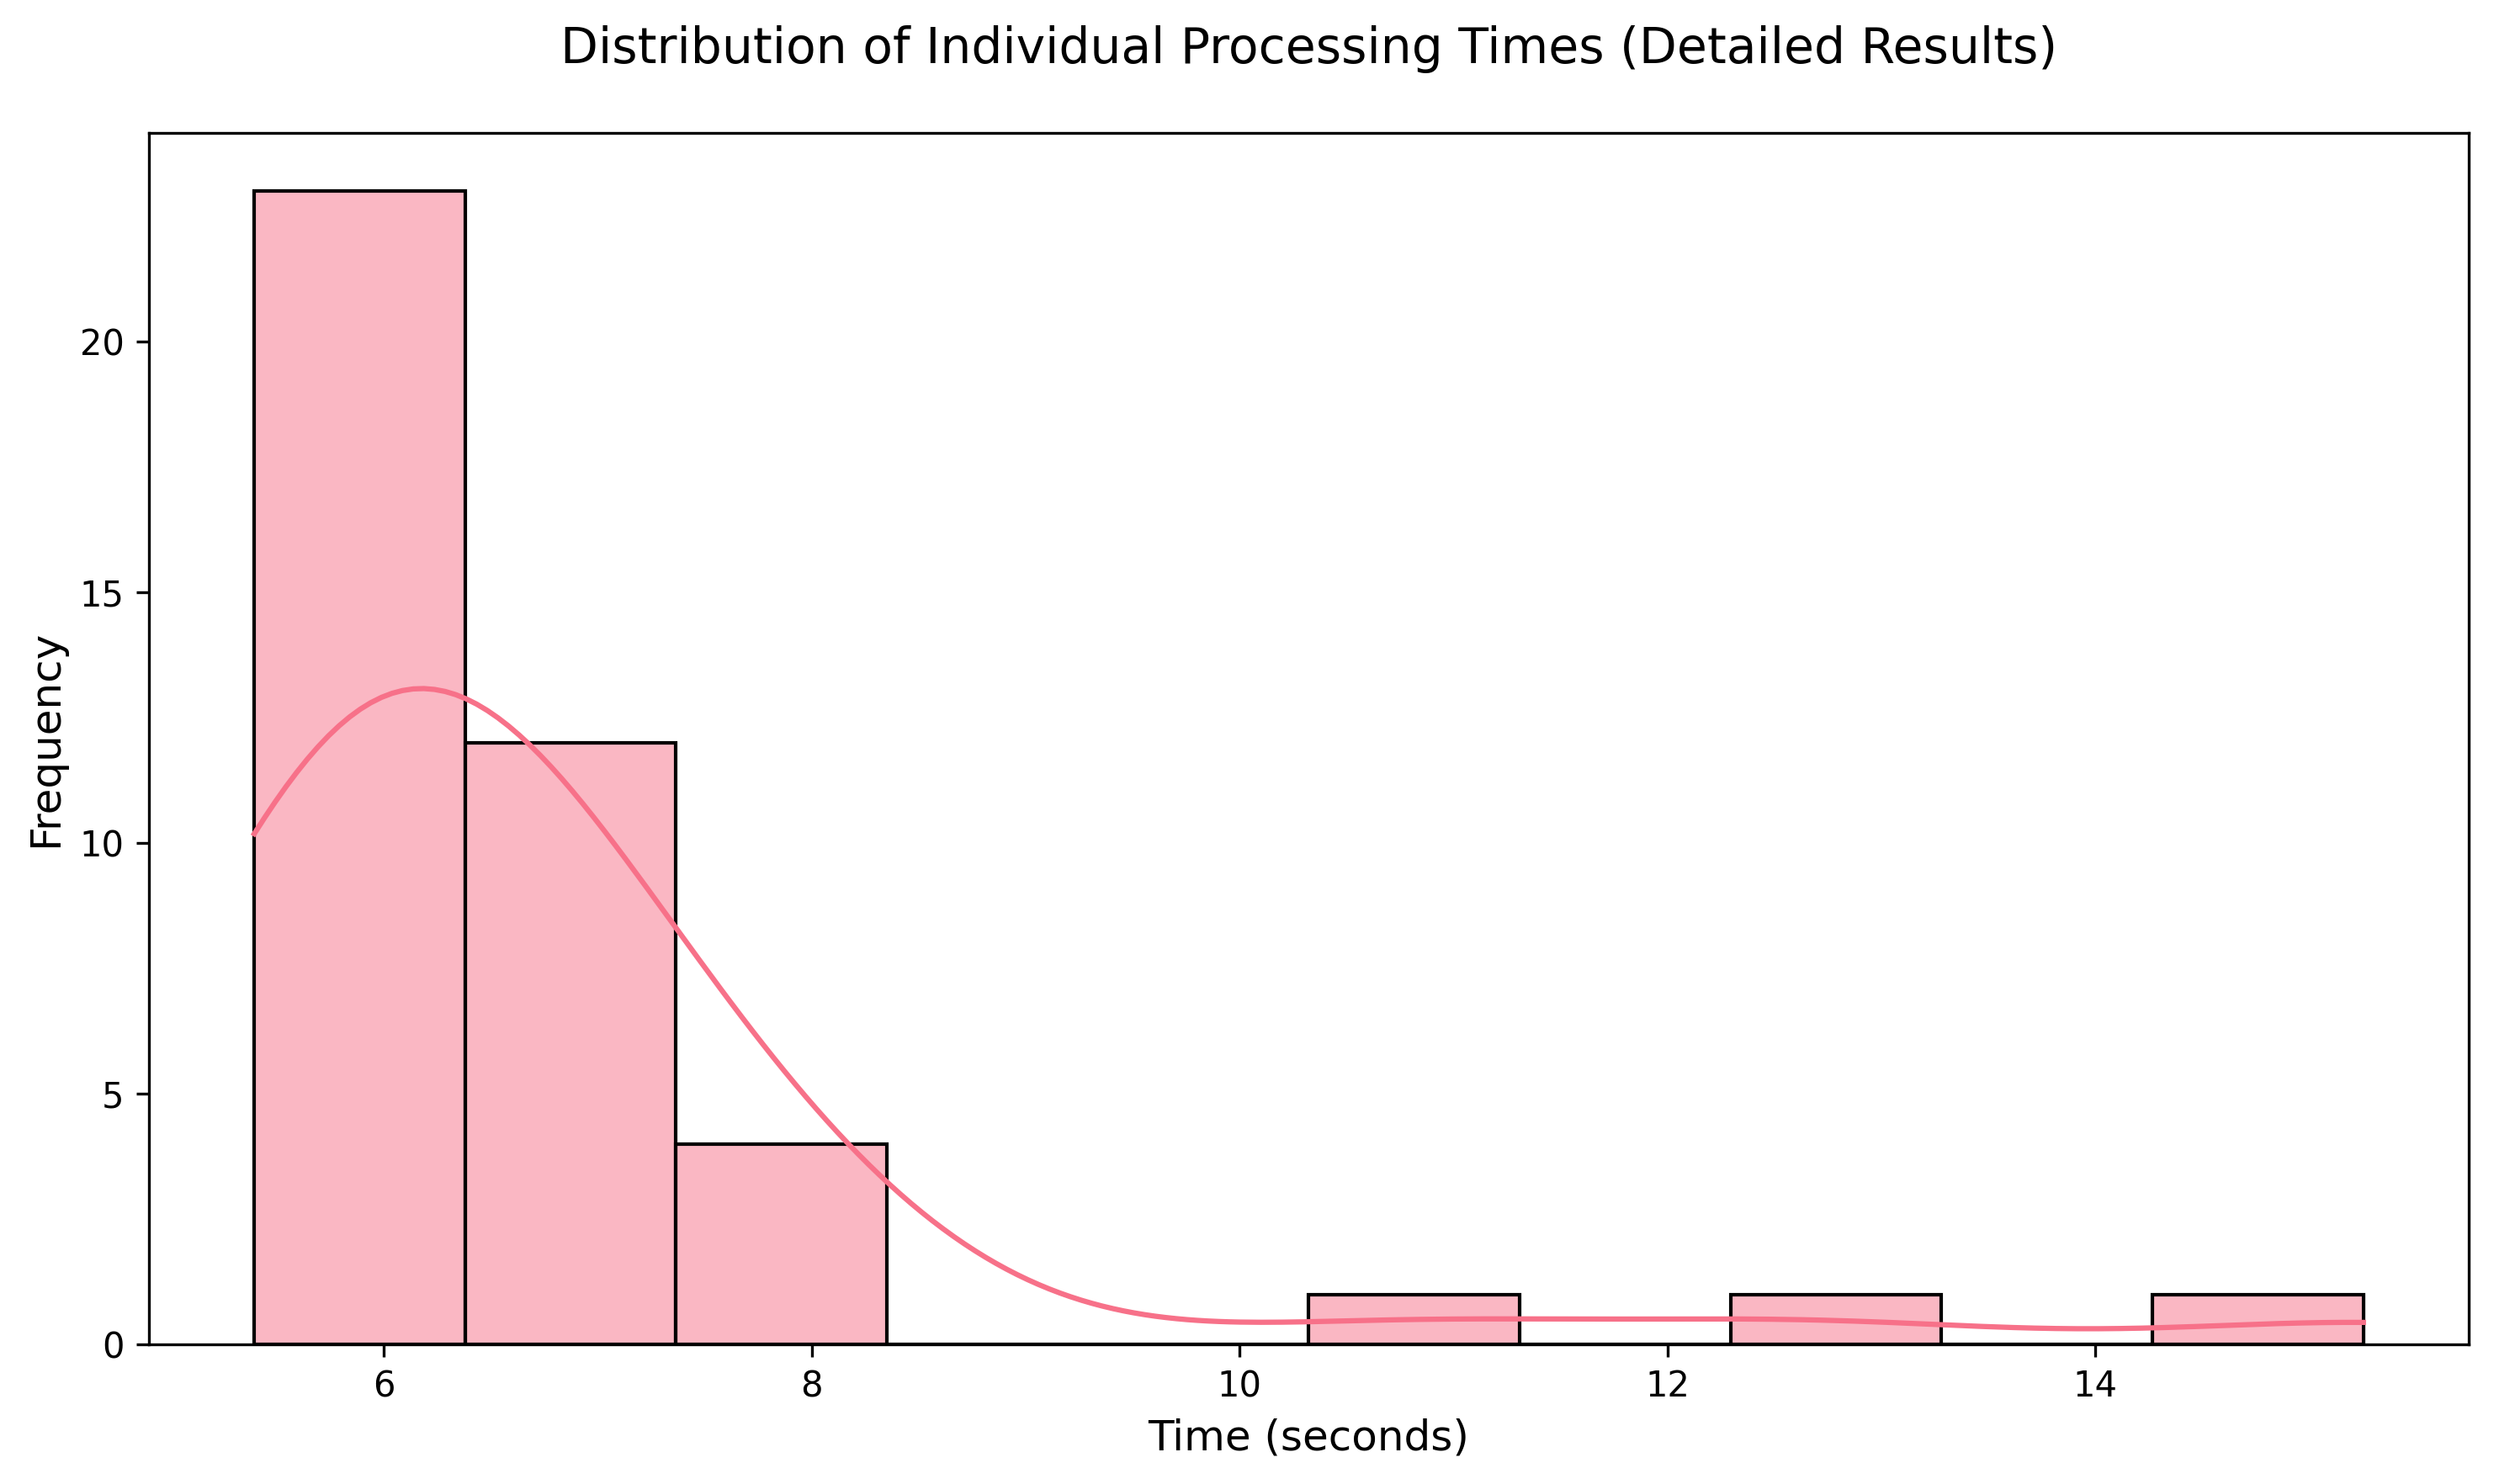 Distribution of Individual Processing Times (Detailed Results)
Frequency
20
15
10
5
0
6 8 10 12 14
Time (seconds)